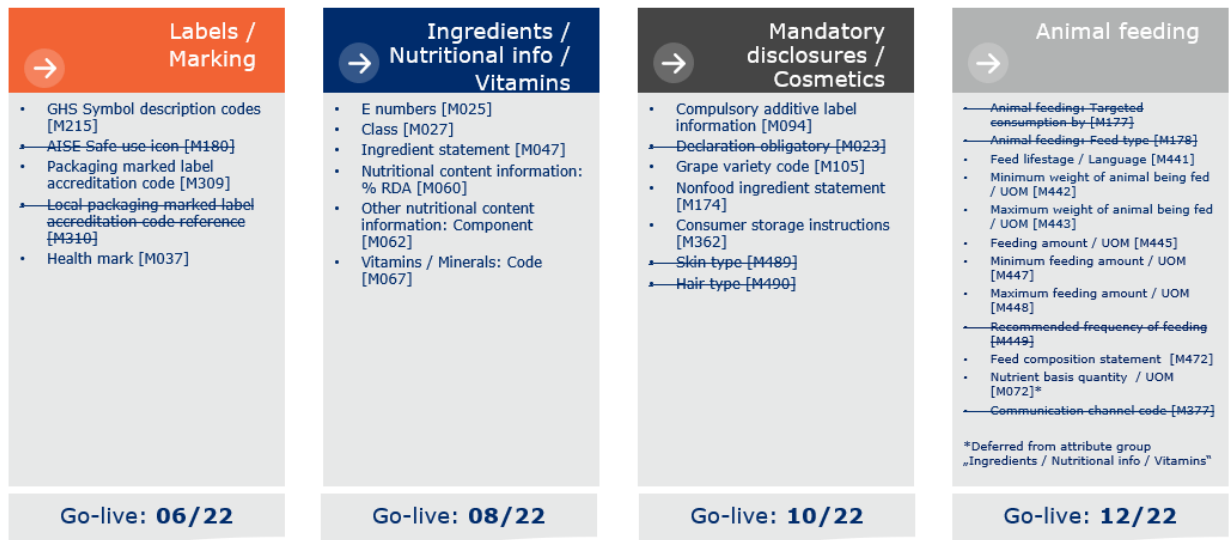 Labels /
Marking
• GHS Symbol description codes
[M215]
• AISE Safe use icon [M180]
• Packaging marked label
accreditation code [M309]
• Local packaging marked label
accreditation code reference
[M310]
• Health mark [M037]
Go-live: 06/22
Ingredients /
Nutritional info /
Vitamins
• E numbers [M025]
• Class [M027]
• Ingredient statement [M047]
• Nutritional content information:
% RDA [M060]
• Other nutritional content
information: Component
[M062]
• Vitamins / Minerals: Code
[M067]
Go-live: 08/22
Mandatory
disclosures /
Cosmetics
• Compulsory additive label
information [M094]
• Declaration obligatory [M023]
• Grape variety code [M105]
• Nonfood ingredient statement
[M174]
• Consumer storage instructions
[M362]
• Skin type [M489]
• Hair type [M490]
Go-live: 10/22
Animal feeding
• Animal feeding: Targeted
consumption by [M177]
• Animal feeding: Feed type [M178]
• Feed lifestage / Language [M441]
• Minimum weight of animal being fed
/ UOM [M442]
• Maximum weight of animal being fed
/ UOM [M443]
• Feeding amount / UOM [M445]
• Minimum feeding amount / UOM
[M447]
• Maximum feeding amount / UOM
[M448]
• Recommended frequency of feeding
[M449]
• Feed composition statement [M472]
• Nutrient basis quantity / UOM
[M072]*
• Communication channel code [M377]
*Deferred from attribute group
„Ingredients / Nutritional info / Vitamins“
Go-live: 12/22